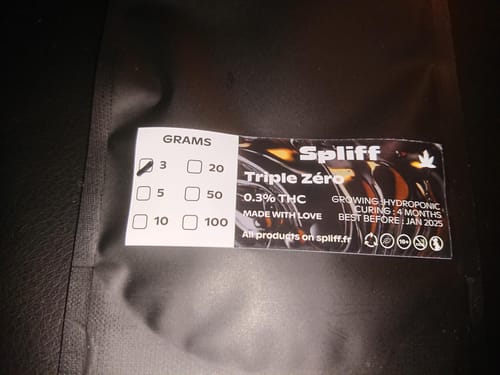 GRAMS
3 20
5 50
10 100
Spliff
Triple Zéro
0.3% THC
MADE WITH LOVE
GROWING :HYDROPONIC
CURING : 4 MONTHS
BEST BEFORE : JAN 2025
All products on spliff.fr
18+